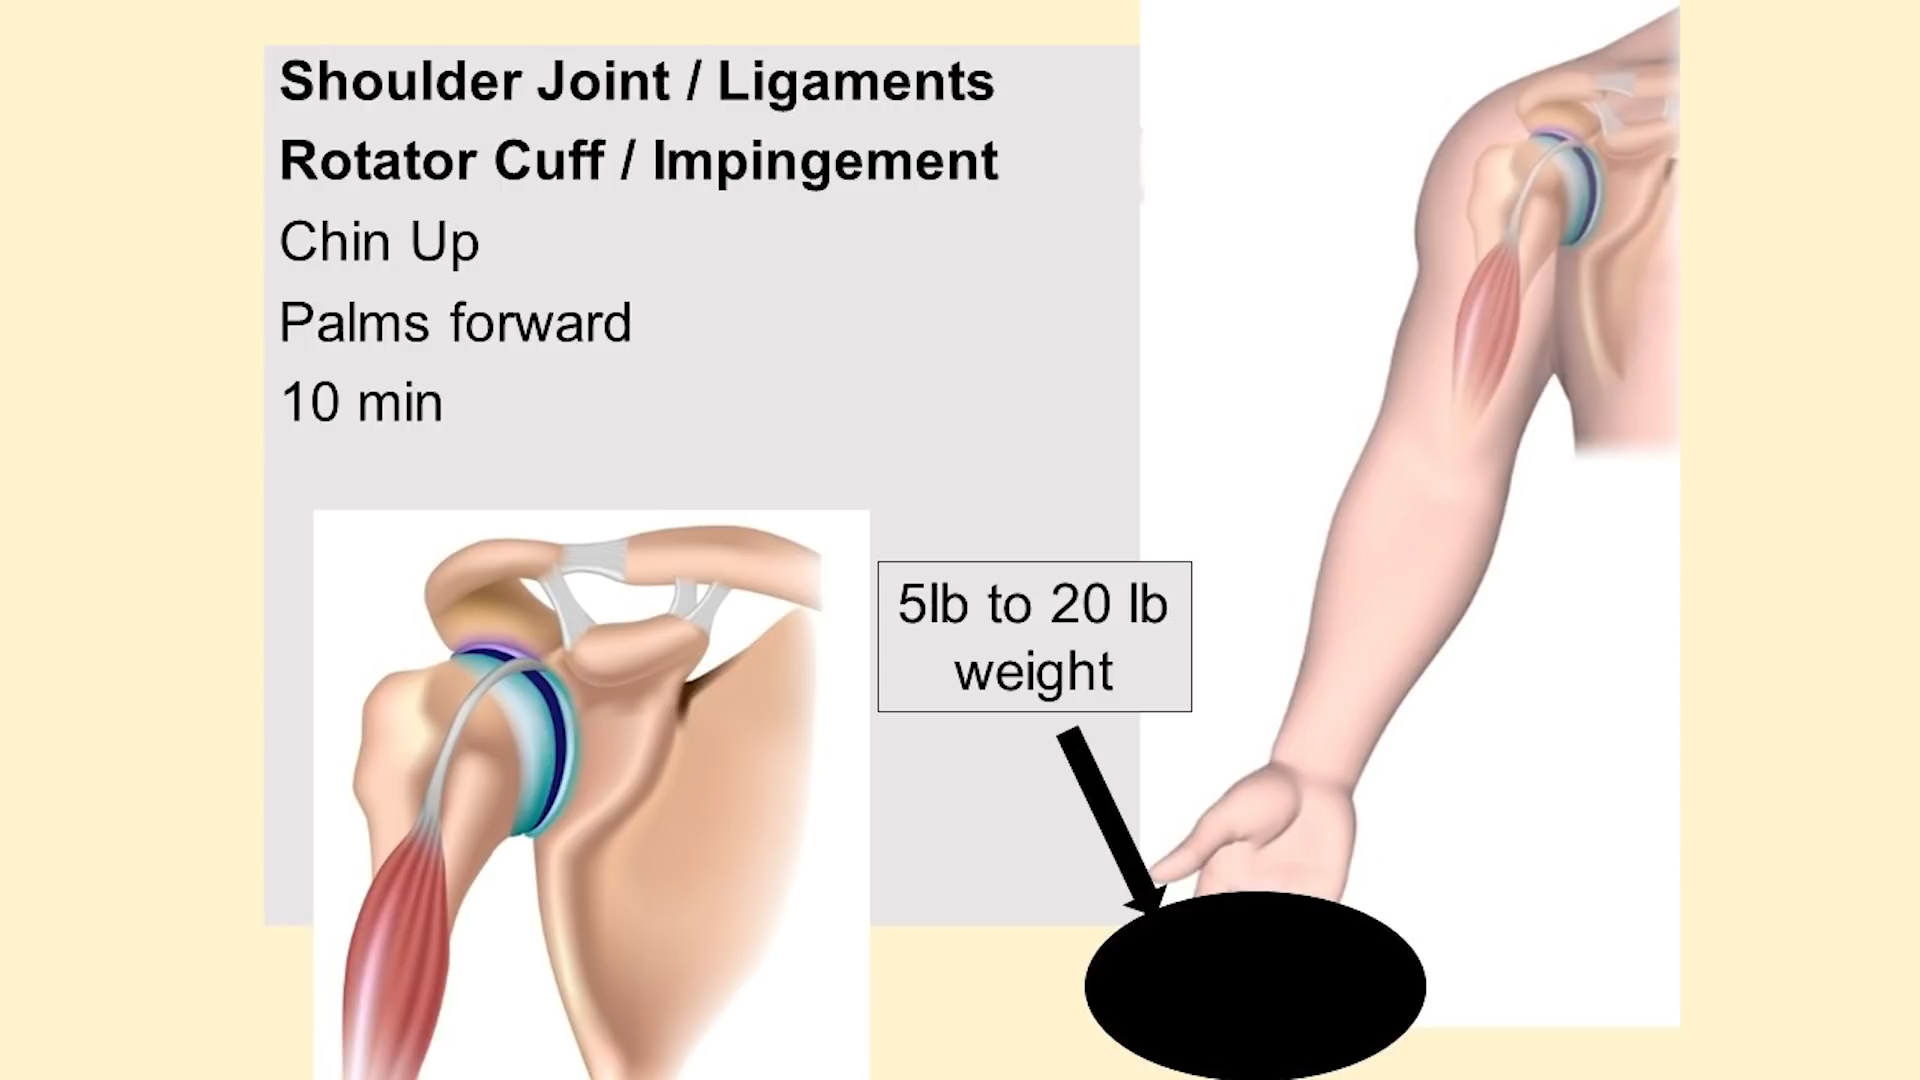 Shoulder Joint / Ligaments
Rotator Cuff / Impingement
Chin Up
Palms forward
10 min
5lb to 20 lb
weight